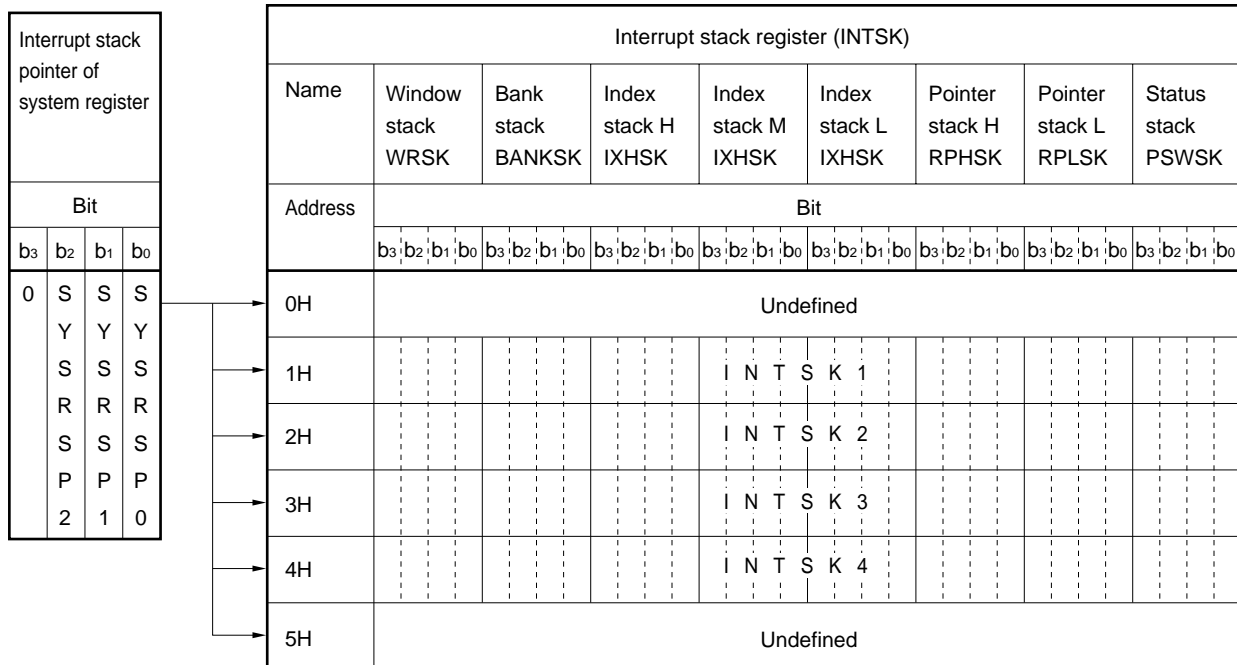 Interrupt stack
pointer of
system register
Bit
b3 b2 b1 b0
0 S S S
Y Y Y
S S S
R R R
S S S
P P P
2 1 0
Interrupt stack register (INTSK)
Name
Window
stack
WRSK
Bank
stack
BANKSK
Index
stack H
IXHSK
Index
stack M
IXHSK
Index
stack L
IXHSK
Pointer
stack H
RPHSK
Pointer
stack L
RPLSK
Status
stack
PSWSK
Address
Bit
b3 b2 b1 b0 b3 b2 b1 b0 b3 b2 b1 b0 b3 b2 b1 b0 b3 b2 b1 b0 b3 b2 b1 b0 b3 b2 b1 b0 b3 b2 b1 b0
0H Undefined
1H I N T S K 1
2H I N T S K 2
3H I N T S K 3
4H I N T S K 4
5H Undefined